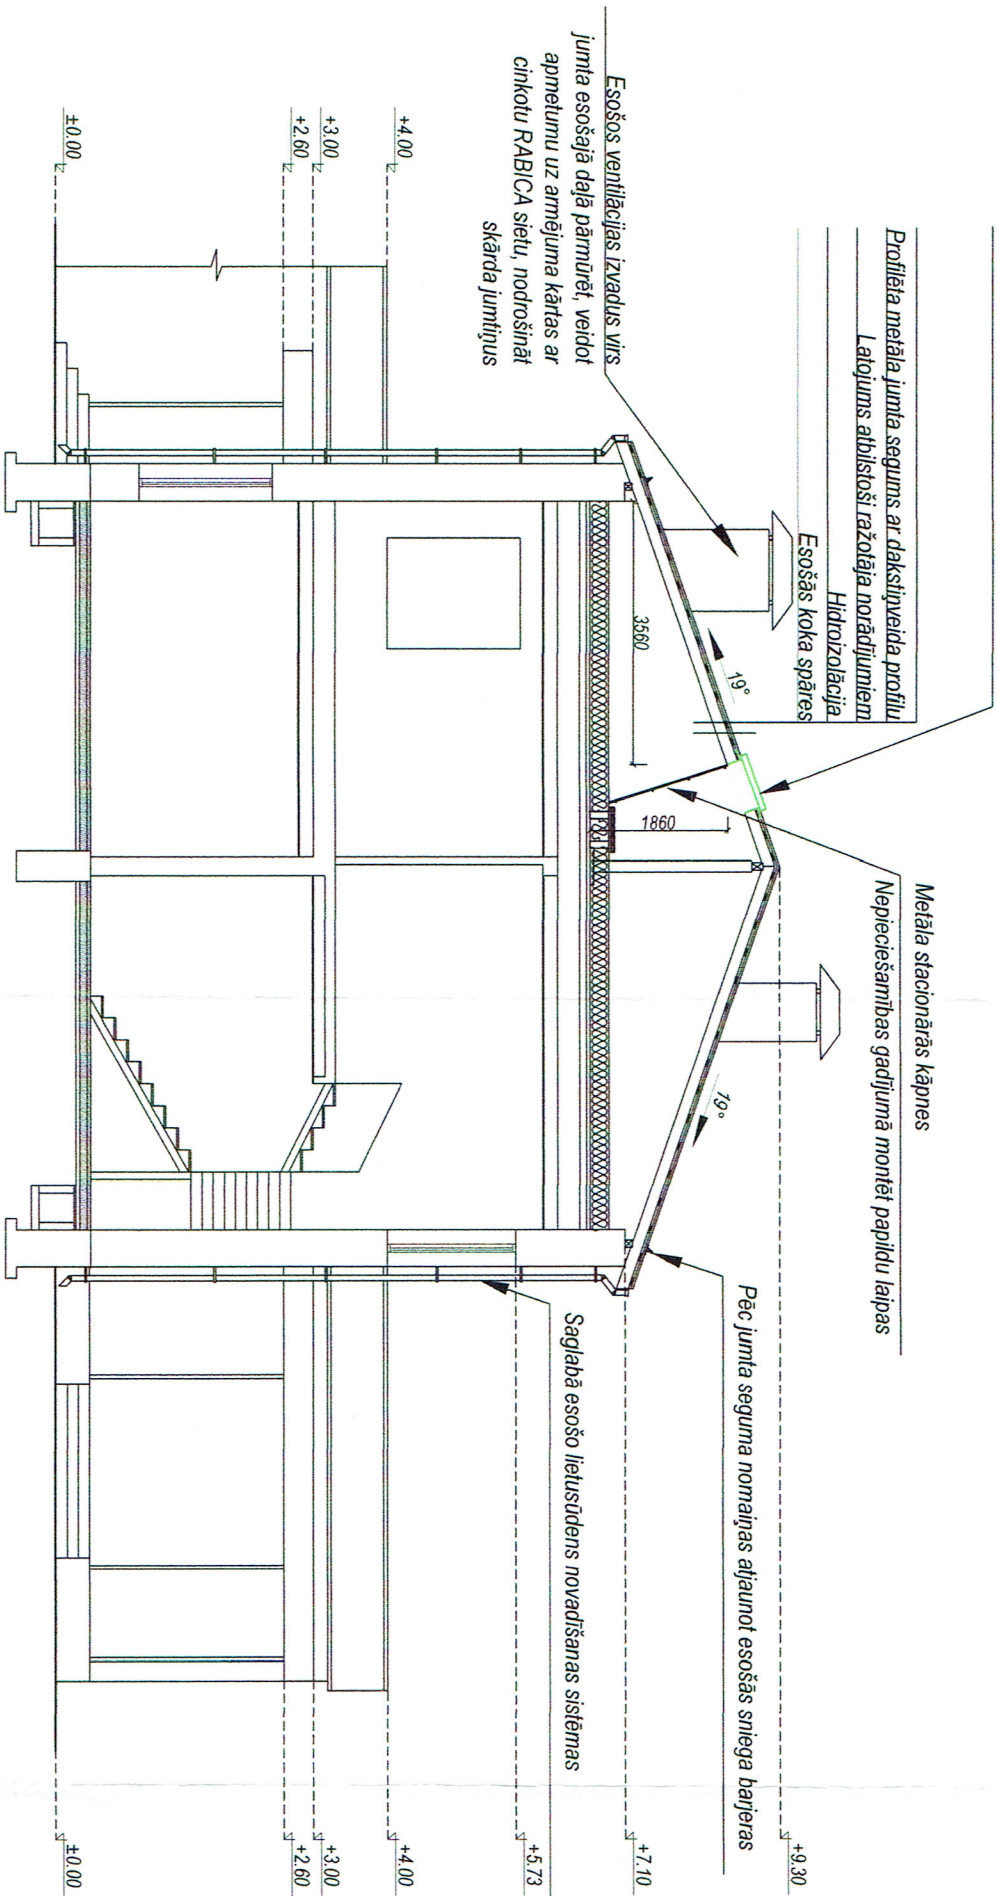 Profilēta metāla jumta segums ar dakstiņveida profilu
Latojums atbilstoši ražotāja norādījumiem
Hidroizolācija
Esošās koka spāres
Metāla stacionārās kāpnes
Nepieciešamības gadījumā montēt papildu laipas
Esošos ventilācijas izvadus virs
jumta esošajā daļā pārmūrēt, veidot
apmetumu uz armējuma kārtas ar
cinkotu RABICA sietu, nodrošināt
skārda jumtiņus
Pēc jumta seguma nomaiņas atjaunot esošās sniega barjeras
Saglabā esošo lietusūdens novadīšanas sistēmas
19°
19°
3560
1860
+4.00
+3.00
+2.60
±0.00
+9.30
+7.10
+5.73
+4.00
+3.00
+2.60
±0.00